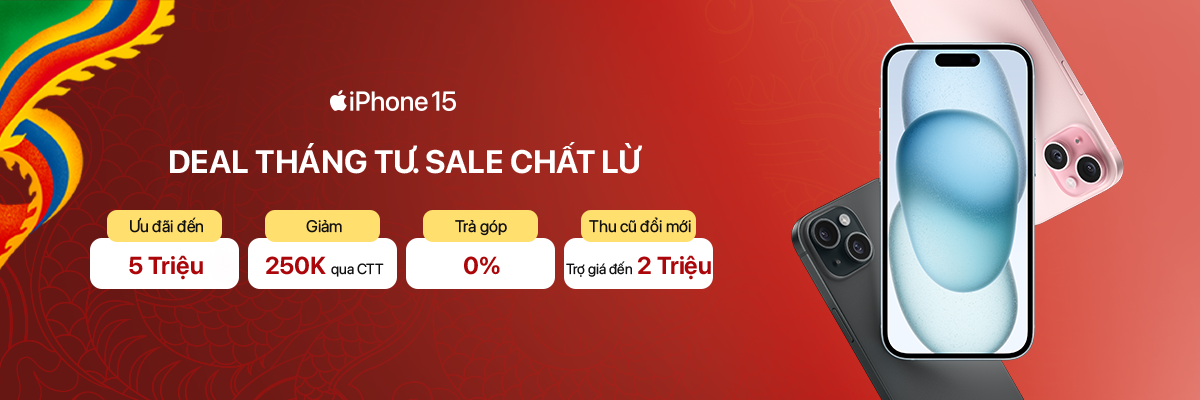 iPhone 15
DEAL THÁNG TƯ. SALE CHẤT LỪ
Ưu đãi đến
5 Triệu
Giảm
250K qua CTT
Trả góp
0%
Thu cũ đổi mới
Trợ giá đến 2 Triệu